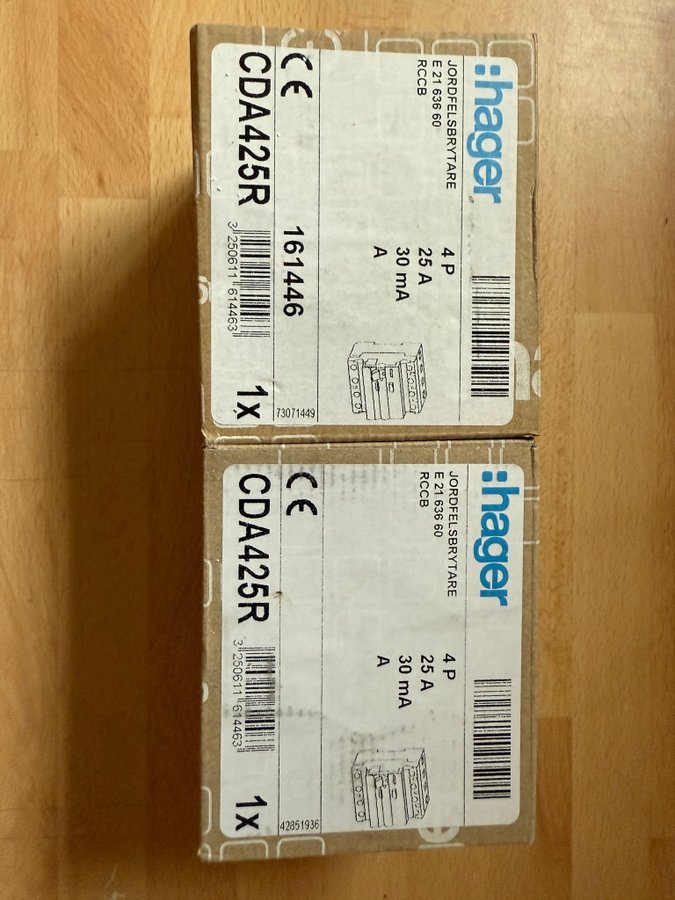 :hager
JORDFELSBRYTARE
E 21 636 60
RCCB
4 P
25 A
30 mA
A
CE
161446
73071449
CDA425R
3 250611 614463
1x
:hager
JORDFELSBRYTARE
E 21 636 60
RCCB
4 P
25 A
30 mA
A
CE
42851936
CDA425R
3 250611 614463
1x